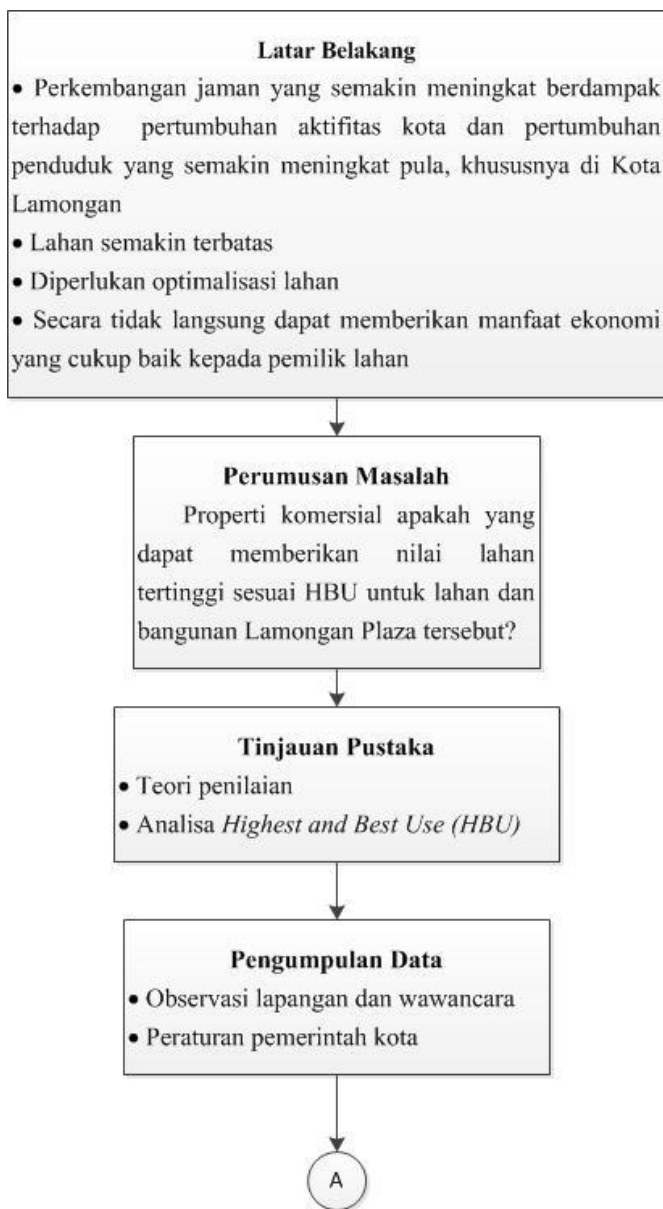 Latar Belakang
• Perkembangan jaman yang semakin meningkat berdampak
terhadap pertumbuhan aktifitas kota dan pertumbuhan
penduduk yang semakin meningkat pula, khususnya di Kota
Lamongan
• Lahan semakin terbatas
• Diperlukan optimalisasi lahan
• Secara tidak langsung dapat memberikan manfaat ekonomi
yang cukup baik kepada pemilik lahan
Perumusan Masalah
Properti komersial apakah yang
dapat memberikan nilai lahan
tertinggi sesuai HBU untuk lahan dan
bangunan Lamongan Plaza tersebut?
Tinjauan Pustaka
• Teori penilaian
• Analisa Highest and Best Use (HBU)
Pengumpulan Data
• Observasi lapangan dan wawancara
• Peraturan pemerintah kota
A